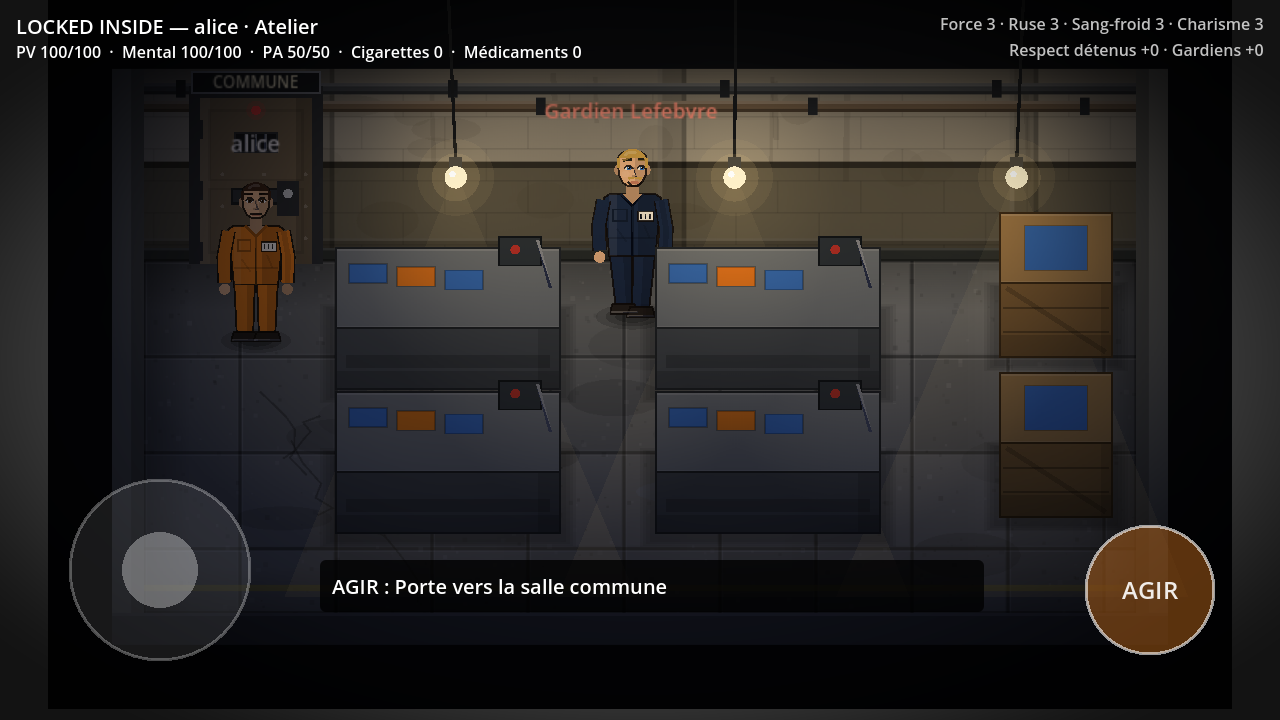 LOCKED INSIDE — alice · Atelier
PV 100/100 · Mental 100/100 · PA 50/50 · Cigarettes 0 · Médicaments 0
Force 3 · Ruse 3 · Sang-froid 3 · Charisme 3
Respect détenus +0 · Gardiens +0
COMMUNE
Gardien Lefebvre
alice
AGIR : Porte vers la salle commune
AGIR